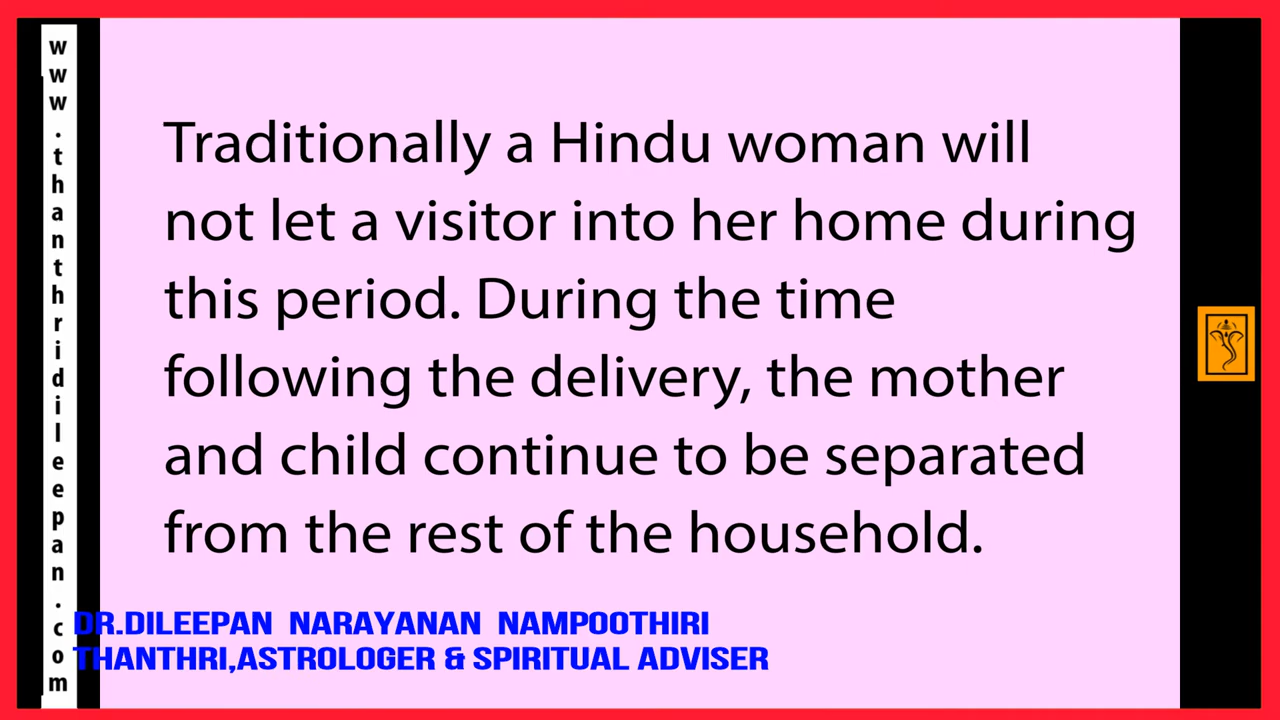 www.thanthridileepan.com
Traditionally a Hindu woman will
not let a visitor into her home during
this period. During the time
following the delivery, the mother
and child continue to be separated
from the rest of the household.
DR.DILEEPAN NARAYANAN NAMPOOTHIRI
THANTHRI,ASTROLOGER & SPIRITUAL ADVISER